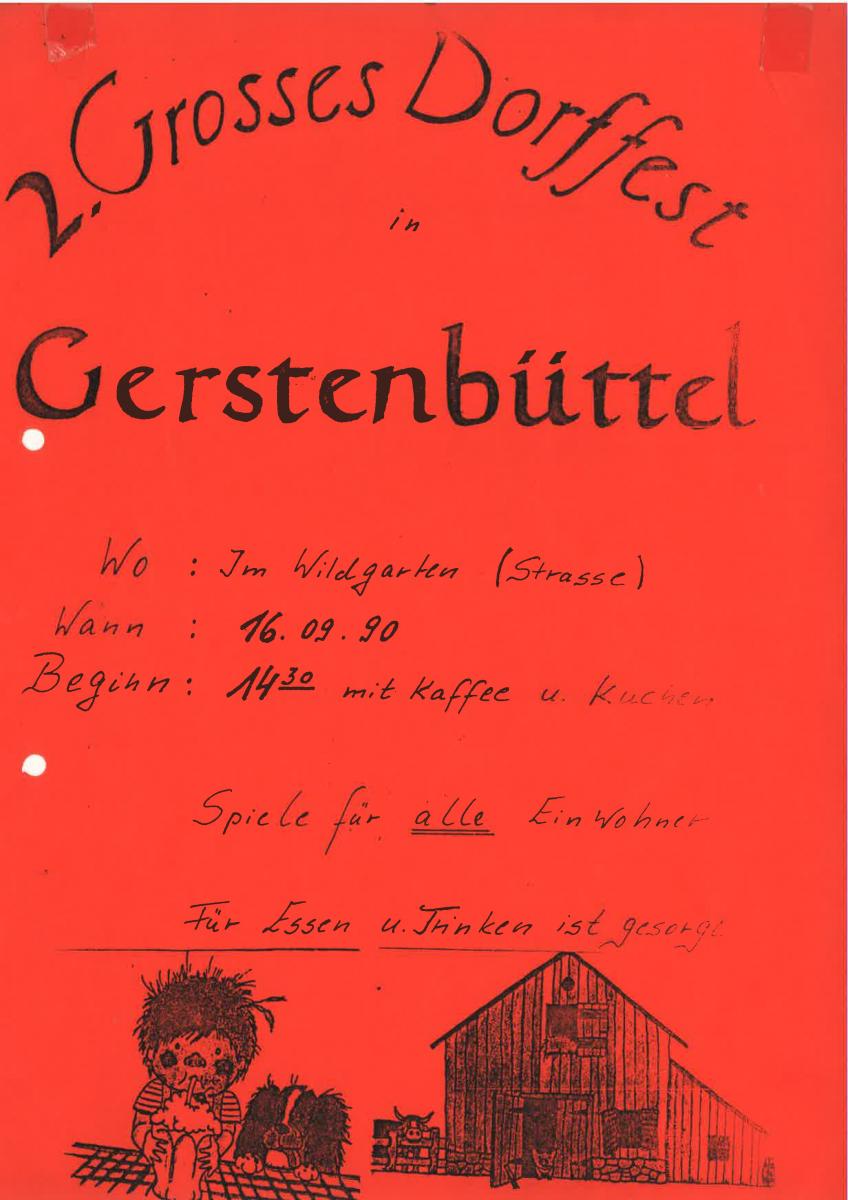 2. Grosses Dorffest
in
Gerstenbüttel
Wo : Im Wildgarten (Strasse)
Wann : 16. 09. 90
Beginn: 14³⁰ mit Kaffee u. Kuchen
Spiele für alle Einwohner
Für Essen u. Trinken ist gesorgt